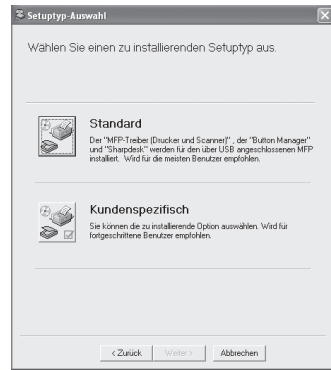 Setuptyp-Auswahl
Wählen Sie einen zu installierenden Setuptyp aus.
Standard
Der "MFP-Treiber (Drucker und Scanner)" , der "Button Manager"
und "Sharpdesk" werden für den über USB angeschlossenen MFP
installiert. Wird für die meisten Benutzer empfohlen.
Kundenspezifisch
Sie können die zu installierende Option auswählen. Wird für
fortgeschrittene Benutzer empfohlen.
< Zurück Weiter > Abbrechen